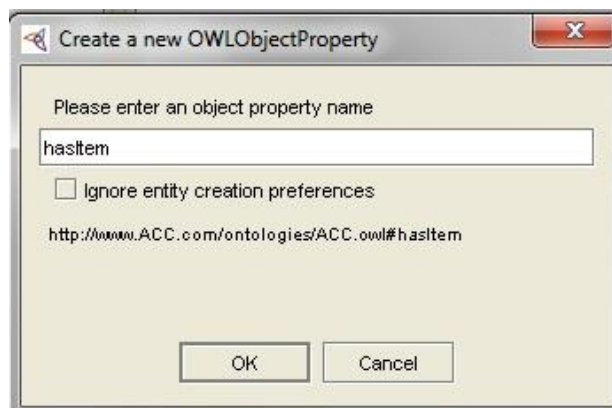 Create a new OWLObjectProperty
Please enter an object property name
hasItem
Ignore entity creation preferences
http://www.ACC.com/ontologies/ACC.owl#hasItem
OK Cancel